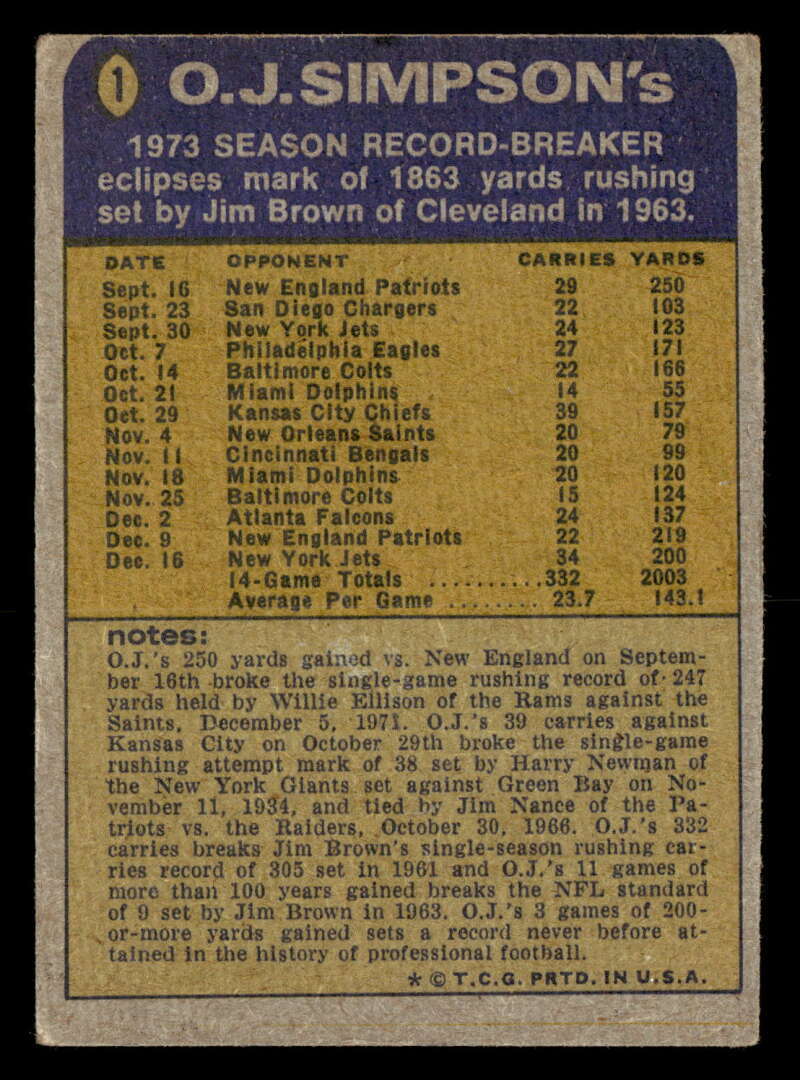 1 O.J. SIMPSON's
1973 SEASON RECORD-BREAKER
eclipses mark of 1863 yards rushing
set by Jim Brown of Cleveland in 1963.
DATE OPPONENT CARRIES YARDS
Sept. 16 New England Patriots 29 250
Sept. 23 San Diego Chargers 22 103
Sept. 30 New York Jets 24 123
Oct. 7 Philadelphia Eagles 27 171
Oct. 14 Baltimore Colts 22 166
Oct. 21 Miami Dolphins 14 55
Oct. 29 Kansas City Chiefs 39 157
Nov. 4 New Orleans Saints 20 79
Nov. 11 Cincinnati Bengals 20 99
Nov. 18 Miami Dolphins 20 120
Nov. 25 Baltimore Colts 15 124
Dec. 2 Atlanta Falcons 24 137
Dec. 9 New England Patriots 22 219
Dec. 16 New York Jets 34 200
14-Game Totals ..........332 2003
Average Per Game ........ 23.7 143.1
notes:
O.J.'s 250 yards gained vs. New England on Septem-
ber 16th broke the single-game rushing record of 247
yards held by Willie Ellison of the Rams against the
Saints, December 5, 1971. O.J.'s 39 carries against
Kansas City on October 29th broke the single-game
rushing attempt mark of 38 set by Harry Newman of
the New York Giants set against Green Bay on No-
vember 11, 1934, and tied by Jim Nance of the Pa-
triots vs. the Raiders, October 30, 1966. O.J.'s 332
carries breaks Jim Brown's single-season rushing car-
ries record of 305 set in 1961 and O.J.'s 11 games of
more than 100 years gained breaks the NFL standard
of 9 set by Jim Brown in 1963. O.J.'s 3 games of 200-
or-more yards gained sets a record never before at-
tained in the history of professional football.
* © T.C.G. PRTD. IN U.S.A.